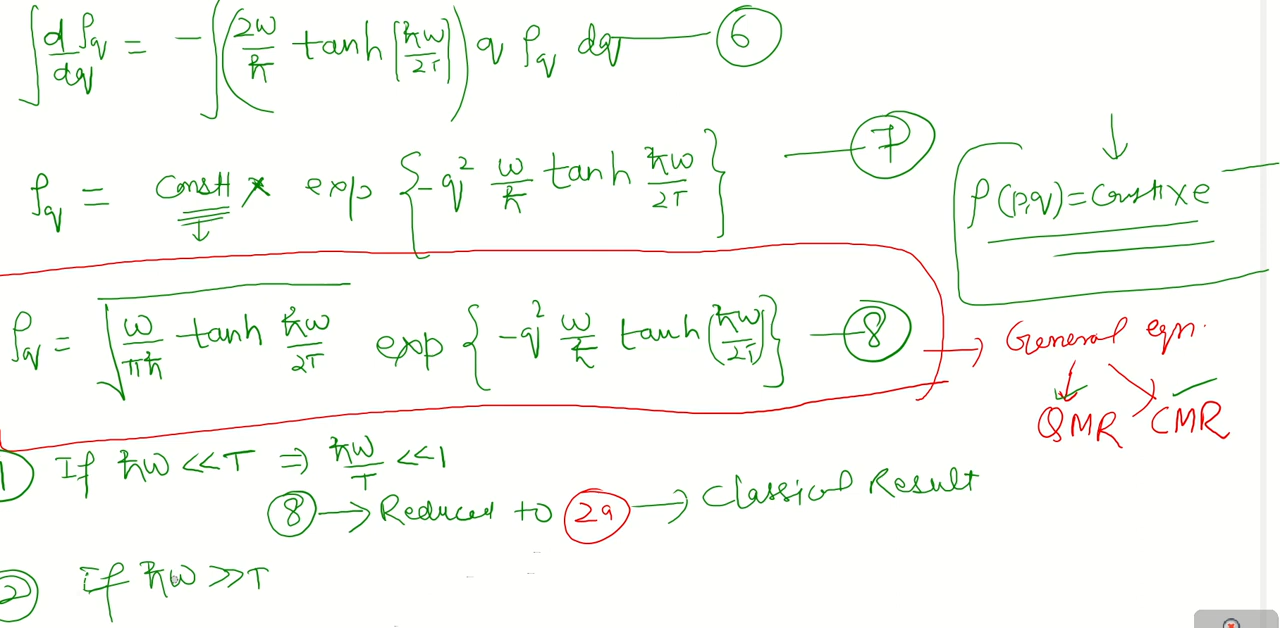 ∫ dρ_q/dq = − ∫ (2ω/ℏ tanh (ℏω/2T)) q ρ_q dq —— 6
ρ_q = const × exp {−q² ω/ℏ tanh ℏω/2T} —— 7
ρ(p,q) = const × e
ρ_q = √(ω/πℏ tanh ℏω/2T) exp {−q² ω/ℏ tanh (ℏω/2T)} —— 8
→ General eqn.
QMR CMR
1) If ℏω << T ⇒ ℏω/T << 1
8 → Reduced to 29 → Classical Result
2) If ℏω >> T